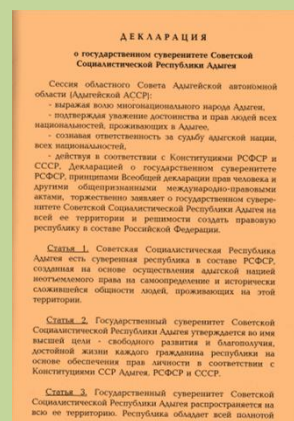 ДЕКЛАРАЦИЯ
о государственном суверенитете Советской
Социалистической Республики Адыгея
Сессия областного Совета Адыгейской автономной
области (Адыгейской АССР):
- выражая волю многонационального народа Адыгеи,
- подтверждая уважение достоинства и прав людей всех
национальностей, проживающих в Адыгее,
- сознавая ответственность за судьбу адыгской нации,
всех национальностей,
- действуя в соответствии с Конституциями РСФСР и
СССР, Декларацией о государственном суверенитете
РСФСР, принципами Всеобщей декларации прав человека и
другими общепризнанными международно-правовыми
актами, торжественно заявляет о государственном сувере-
нитете Советской Социалистической Республики Адыгея на
всей ее территории и решимости создать правовую
республику в составе Российской Федерации.
Статья 1. Советская Социалистическая Республика
Адыгея есть суверенная республика в составе РСФСР,
созданная на основе осуществления адыгской нацией
неотъемлемого права на самоопределение и исторически
сложившейся общности людей, проживающих на этой
территории.
Статья 2. Государственный суверенитет Советской
Социалистической Республики Адыгея утверждается во имя
высшей цели - свободного развития и благополучия,
достойной жизни каждого гражданина республики на
основе обеспечения прав личности в соответствии с
Конституциями ССР Адыгея, РСФСР и СССР.
Статья 3. Государственный суверенитет Советской
Социалистической Республики Адыгея распространяется на
всю ее территорию. Республика обладает всей полнотой